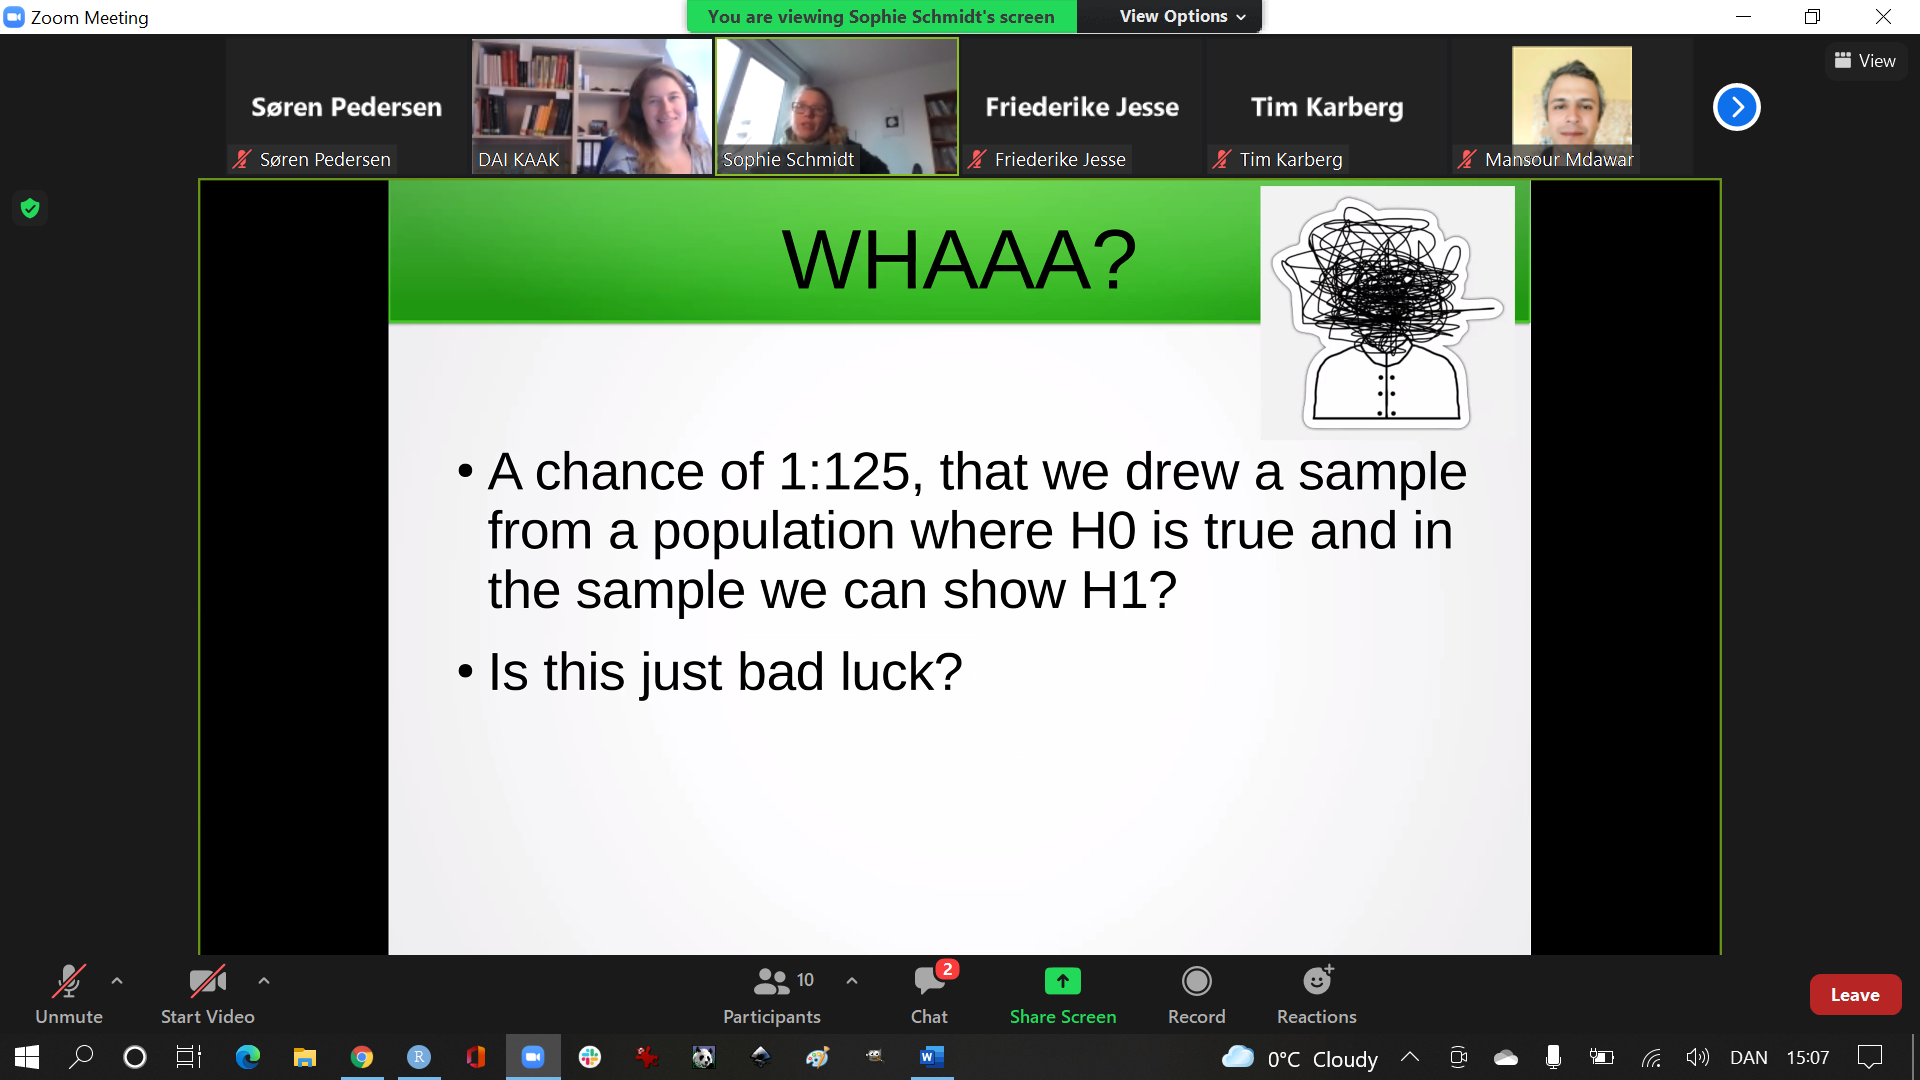 Zoom Meeting
You are viewing Sophie Schmidt's screen
View Options
View
Søren Pedersen
Friederike Jesse
Tim Karberg
Søren Pedersen
DAI KAAK
Sophie Schmidt
Friederike Jesse
Tim Karberg
Mansour Mdawar
WHAAA?
• A chance of 1:125, that we drew a sample
from a population where H0 is true and in
the sample we can show H1?
• Is this just bad luck?
10
2
Unmute
Start Video
Participants
Chat
Share Screen
Record
Reactions
Leave
R
W
0°C Cloudy
DAN
15:07